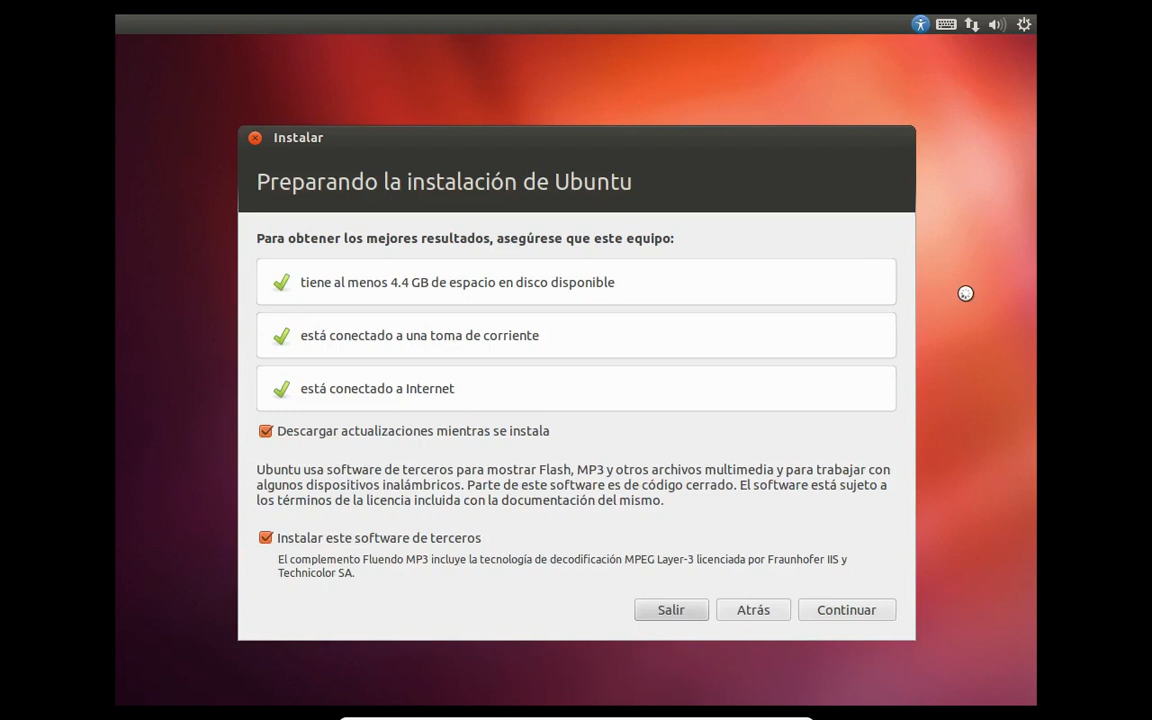 Instalar
Preparando la instalación de Ubuntu
Para obtener los mejores resultados, asegúrese que este equipo:
tiene al menos 4.4 GB de espacio en disco disponible
está conectado a una toma de corriente
está conectado a Internet
Descargar actualizaciones mientras se instala
Ubuntu usa software de terceros para mostrar Flash, MP3 y otros archivos multimedia y para trabajar con
algunos dispositivos inalámbricos. Parte de este software es de código cerrado. El software está sujeto a
los términos de la licencia incluida con la documentación del mismo.
Instalar este software de terceros
El complemento Fluendo MP3 incluye la tecnología de decodificación MPEG Layer-3 licenciada por Fraunhofer IIS y
Technicolor SA.
Salir Atrás Continuar